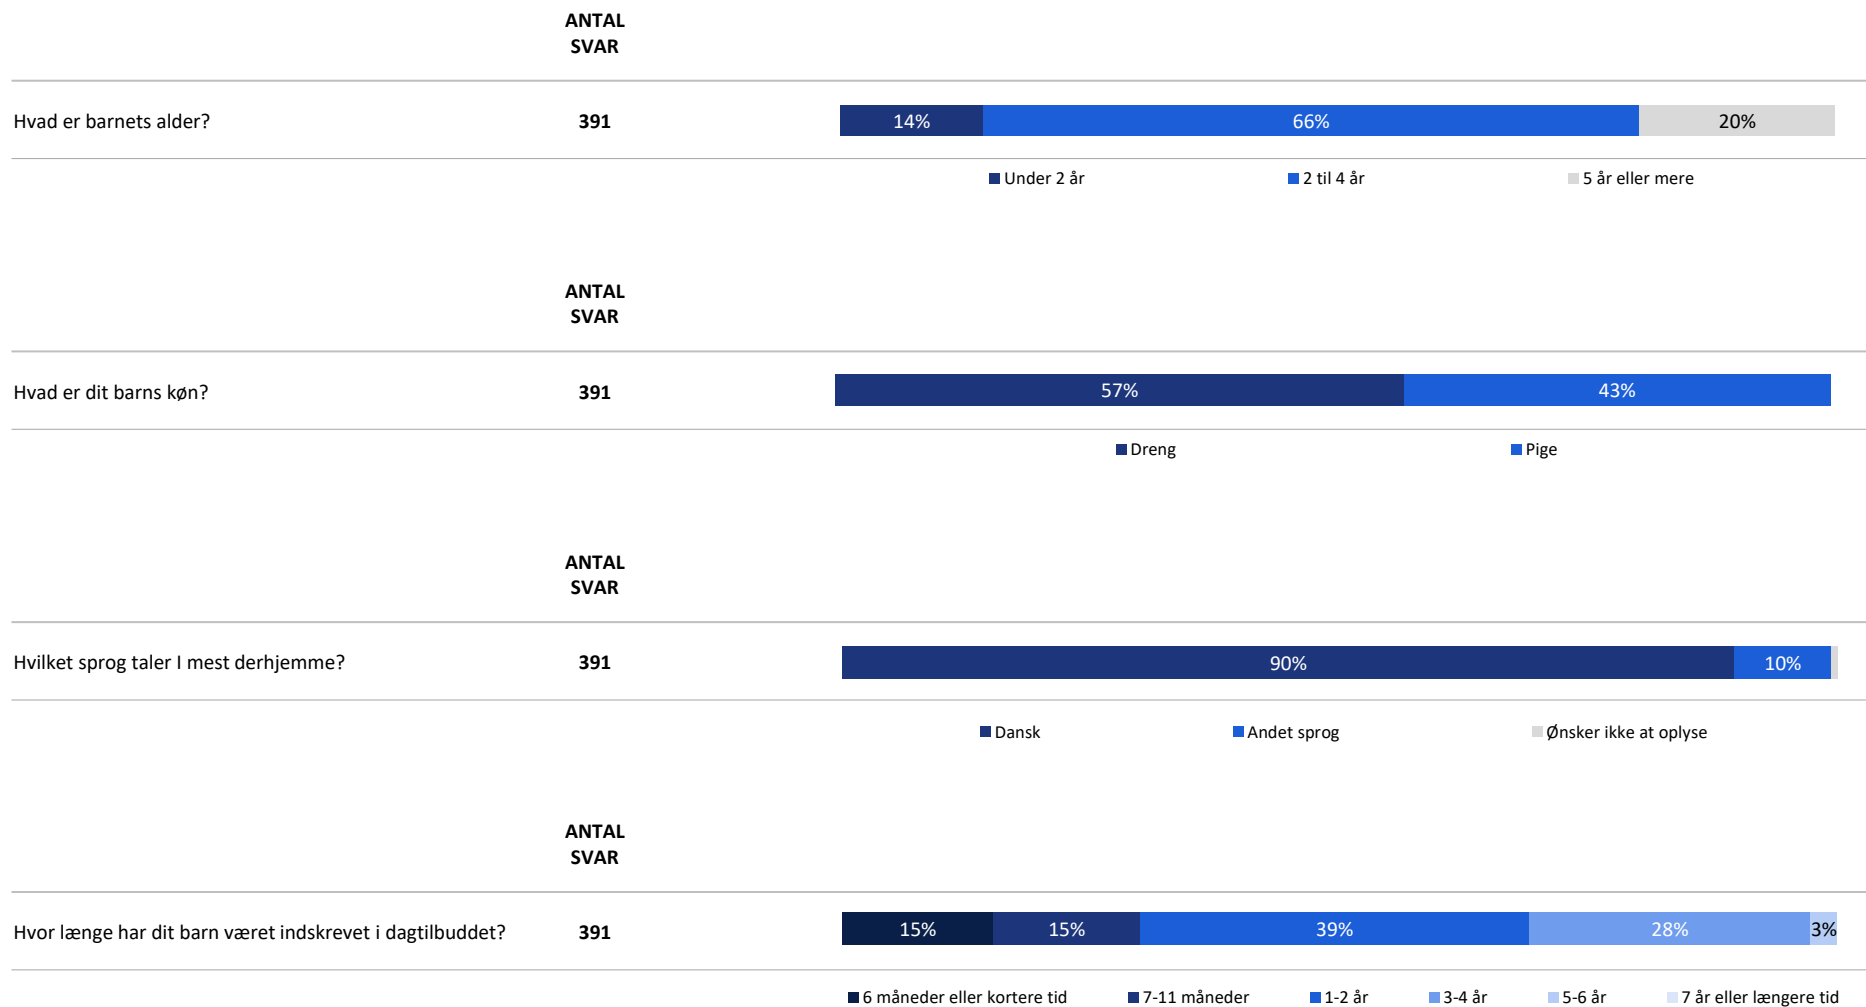 ANTAL
SVAR
Hvad er barnets alder? 391 14% 66% 20%
Under 2 år 2 til 4 år 5 år eller mere
ANTAL
SVAR
Hvad er dit barns køn? 391 57% 43%
Dreng Pige
ANTAL
SVAR
Hvilket sprog taler I mest derhjemme? 391 90% 10%
Dansk Andet sprog Ønsker ikke at oplyse
ANTAL
SVAR
Hvor længe har dit barn været indskrevet i dagtilbuddet? 391 15% 15% 39% 28% 3%
6 måneder eller kortere tid 7-11 måneder 1-2 år 3-4 år 5-6 år 7 år eller længere tid